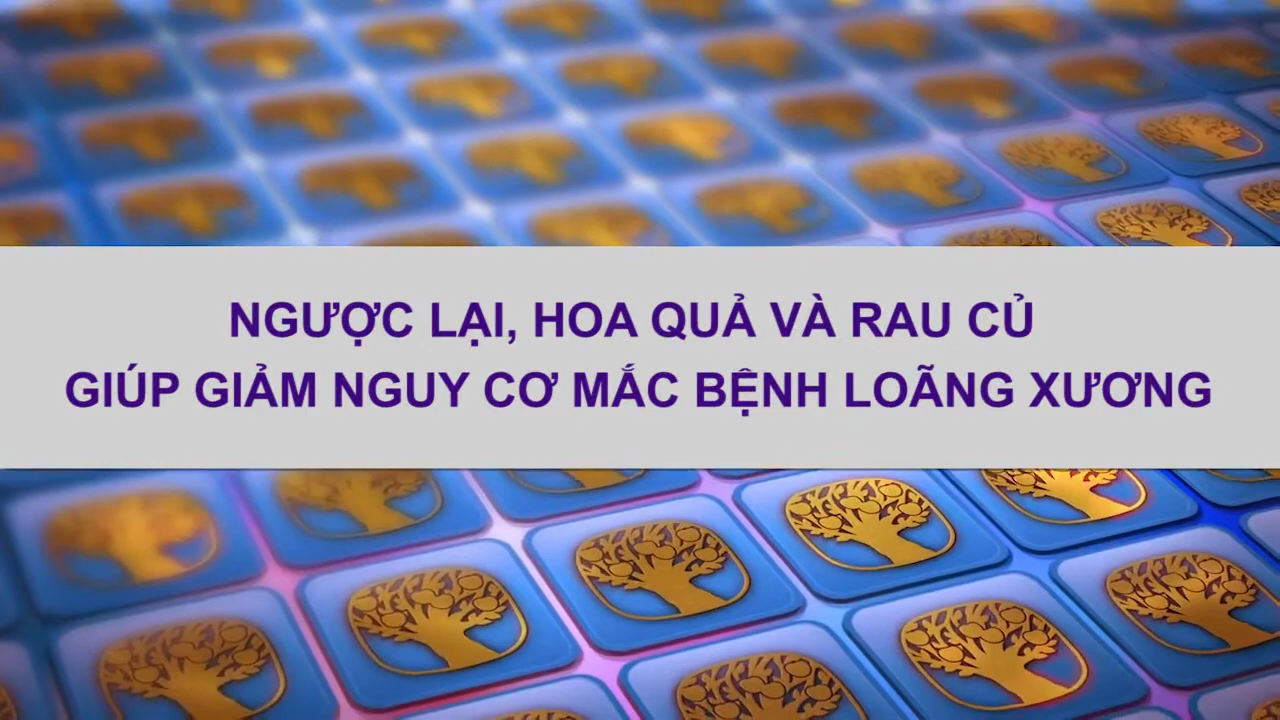 NGƯỢC LẠI, HOA QUẢ VÀ RAU CỦ
GIÚP GIẢM NGUY CƠ MẮC BỆNH LOÃNG XƯƠNG